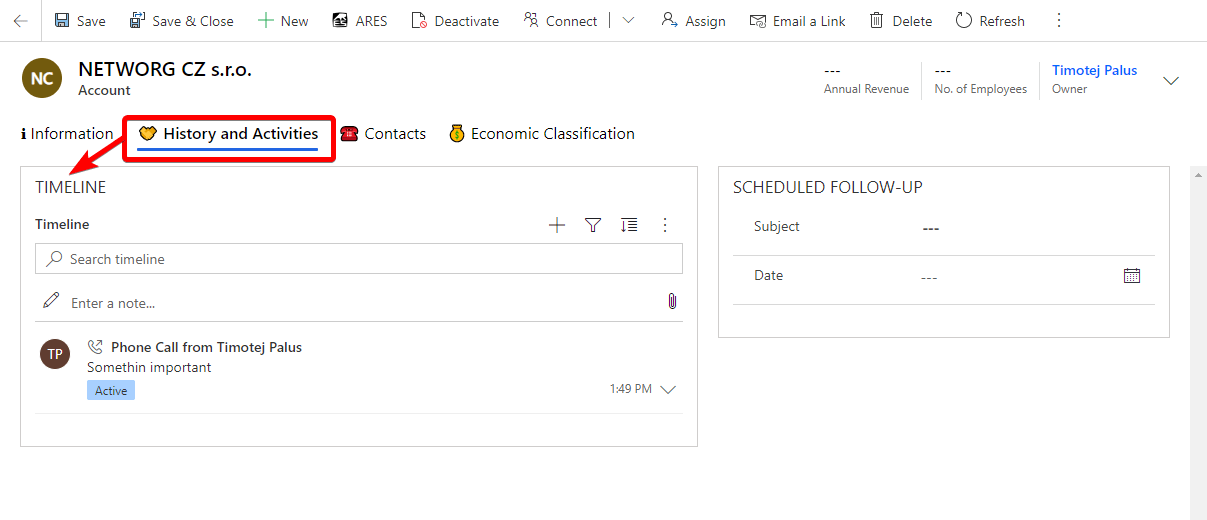 Save Save & Close New ARES Deactivate Connect Assign Email a Link Delete Refresh
NC
NETWORG CZ s.r.o.
Account
---
Annual Revenue
---
No. of Employees
Timotej Palus
Owner
Information History and Activities Contacts Economic Classification
TIMELINE
Timeline
Search timeline
Enter a note...
TP
Phone Call from Timotej Palus
Somethin important
Active
1:49 PM
SCHEDULED FOLLOW-UP
Subject ---
Date ---